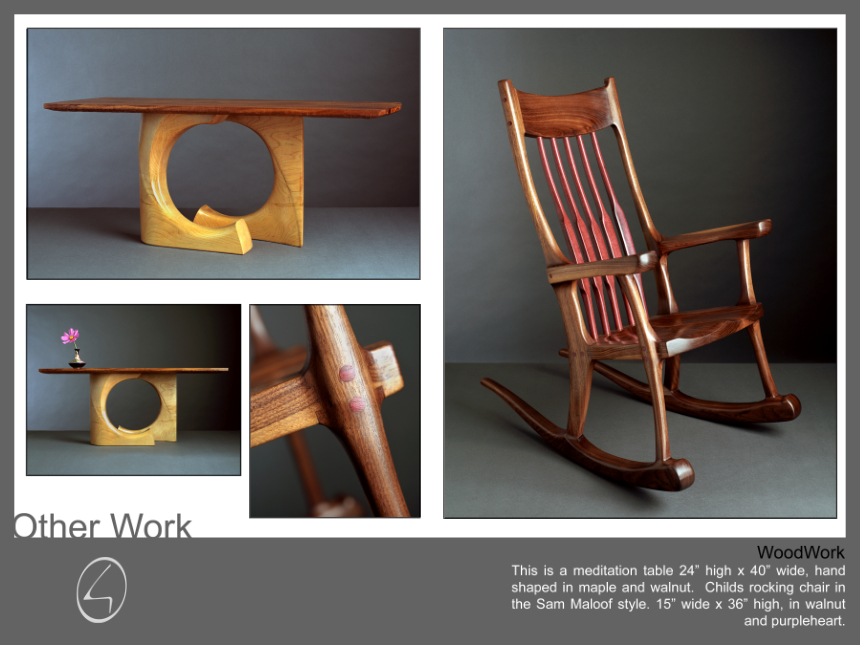 Other Work
WoodWork
This is a meditation table 24” high x 40” wide, hand
shaped in maple and walnut.  Childs rocking chair in
the Sam Maloof style. 15” wide x 36” high, in walnut
and purpleheart.